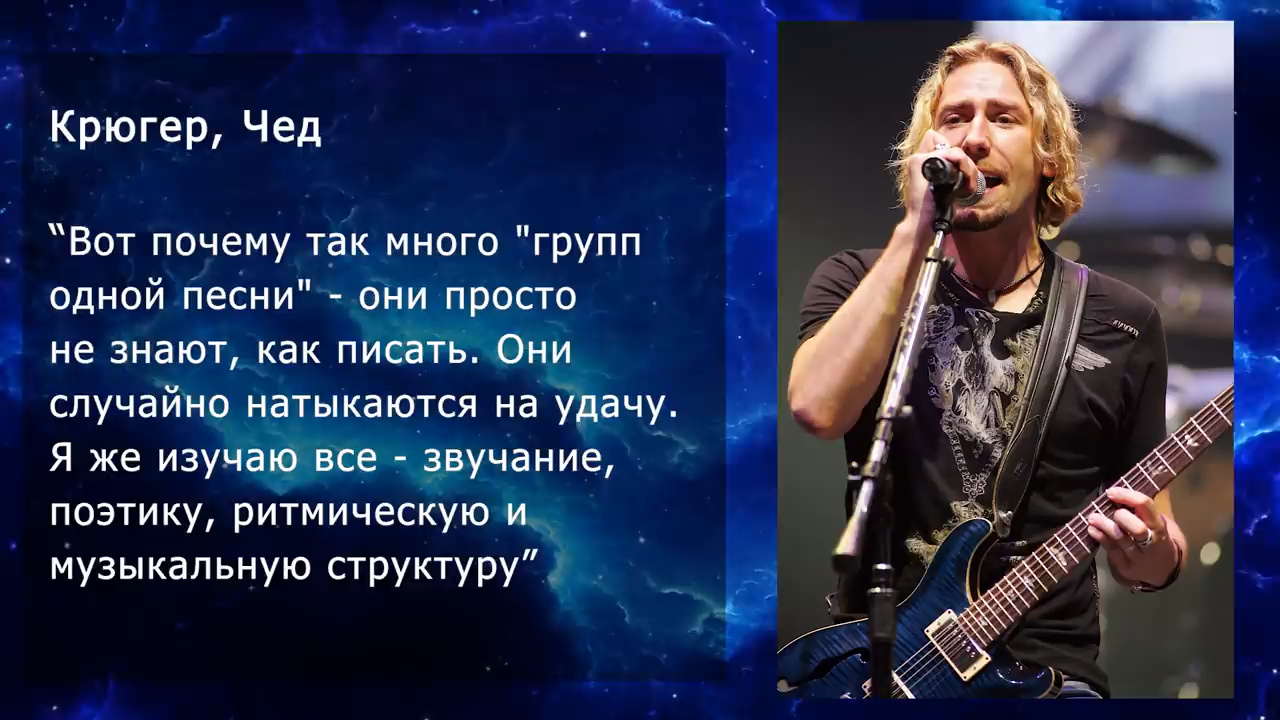 Крюгер, Чед
“Вот почему так много "групп
одной песни" - они просто
не знают, как писать. Они
случайно натыкаются на удачу.
Я же изучаю все - звучание,
поэтику, ритмическую и
музыкальную структуру”